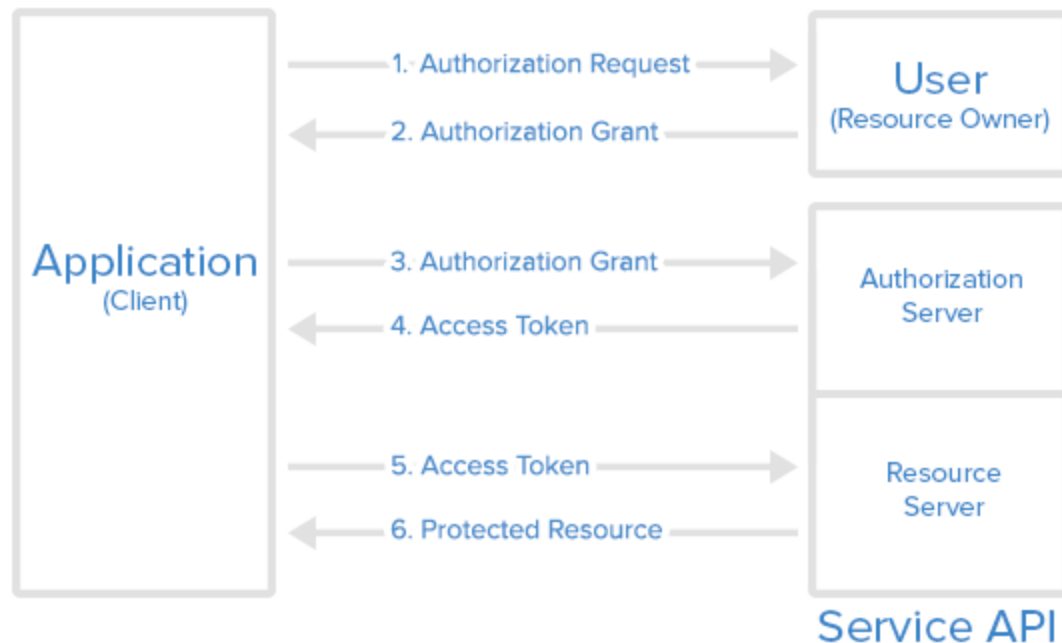 1. Authorization Request
User
(Resource Owner)
2. Authorization Grant
Application
(Client)
3. Authorization Grant
Authorization
Server
4. Access Token
5. Access Token
Resource
Server
6. Protected Resource
Service API